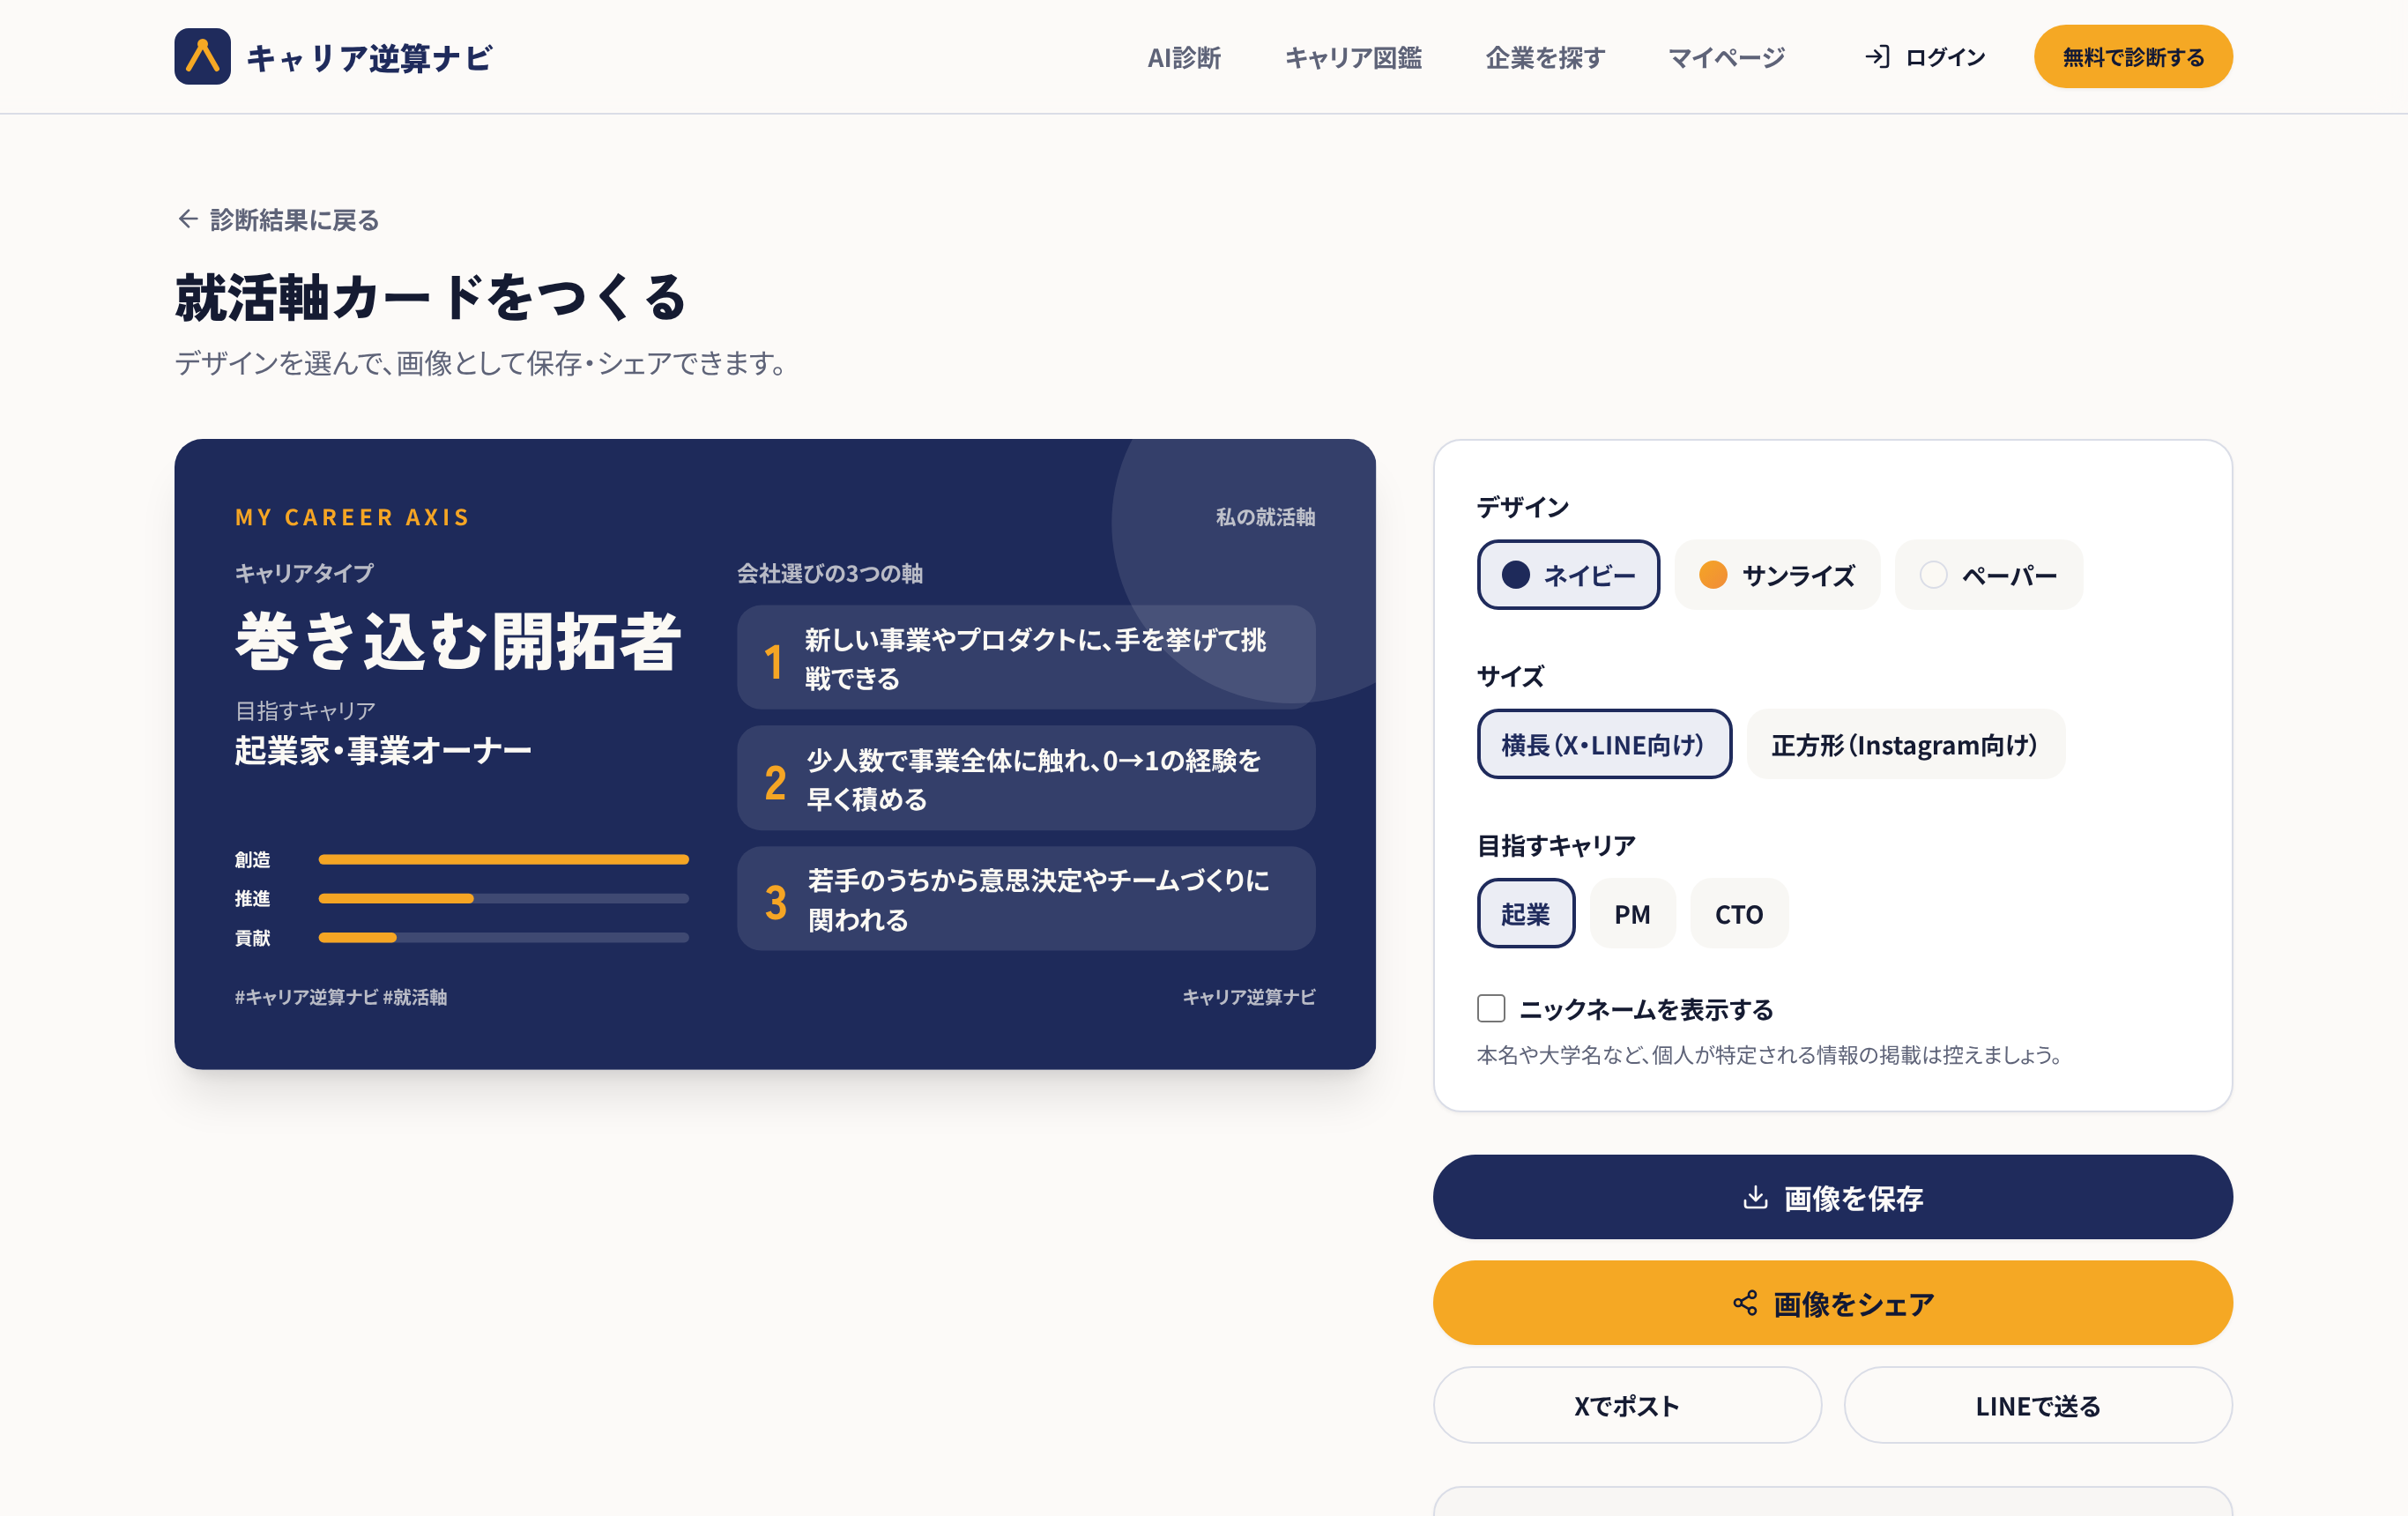 キャリア逆算ナビ
AI診断
キャリア図鑑
企業を探す
マイページ
ログイン
無料で診断する
診断結果に戻る
就活軸カードをつくる
デザインを選んで、画像として保存・シェアできます。
MY CAREER AXIS
私の就活軸
キャリアタイプ
巻き込む開拓者
目指すキャリア
起業家・事業オーナー
創造
推進
貢献
会社選びの3つの軸
1
新しい事業やプロダクトに、手を挙げて挑
戦できる
2
少人数で事業全体に触れ、0→1の経験を
早く積める
3
若手のうちから意思決定やチームづくりに
関われる
#キャリア逆算ナビ #就活軸
キャリア逆算ナビ
デザイン
ネイビー
サンライズ
ペーパー
サイズ
横長（X・LINE向け）
正方形（Instagram向け）
目指すキャリア
起業
PM
CTO
ニックネームを表示する
本名や大学名など、個人が特定される情報の掲載は控えましょう。
画像を保存
画像をシェア
Xでポスト
LINEで送る